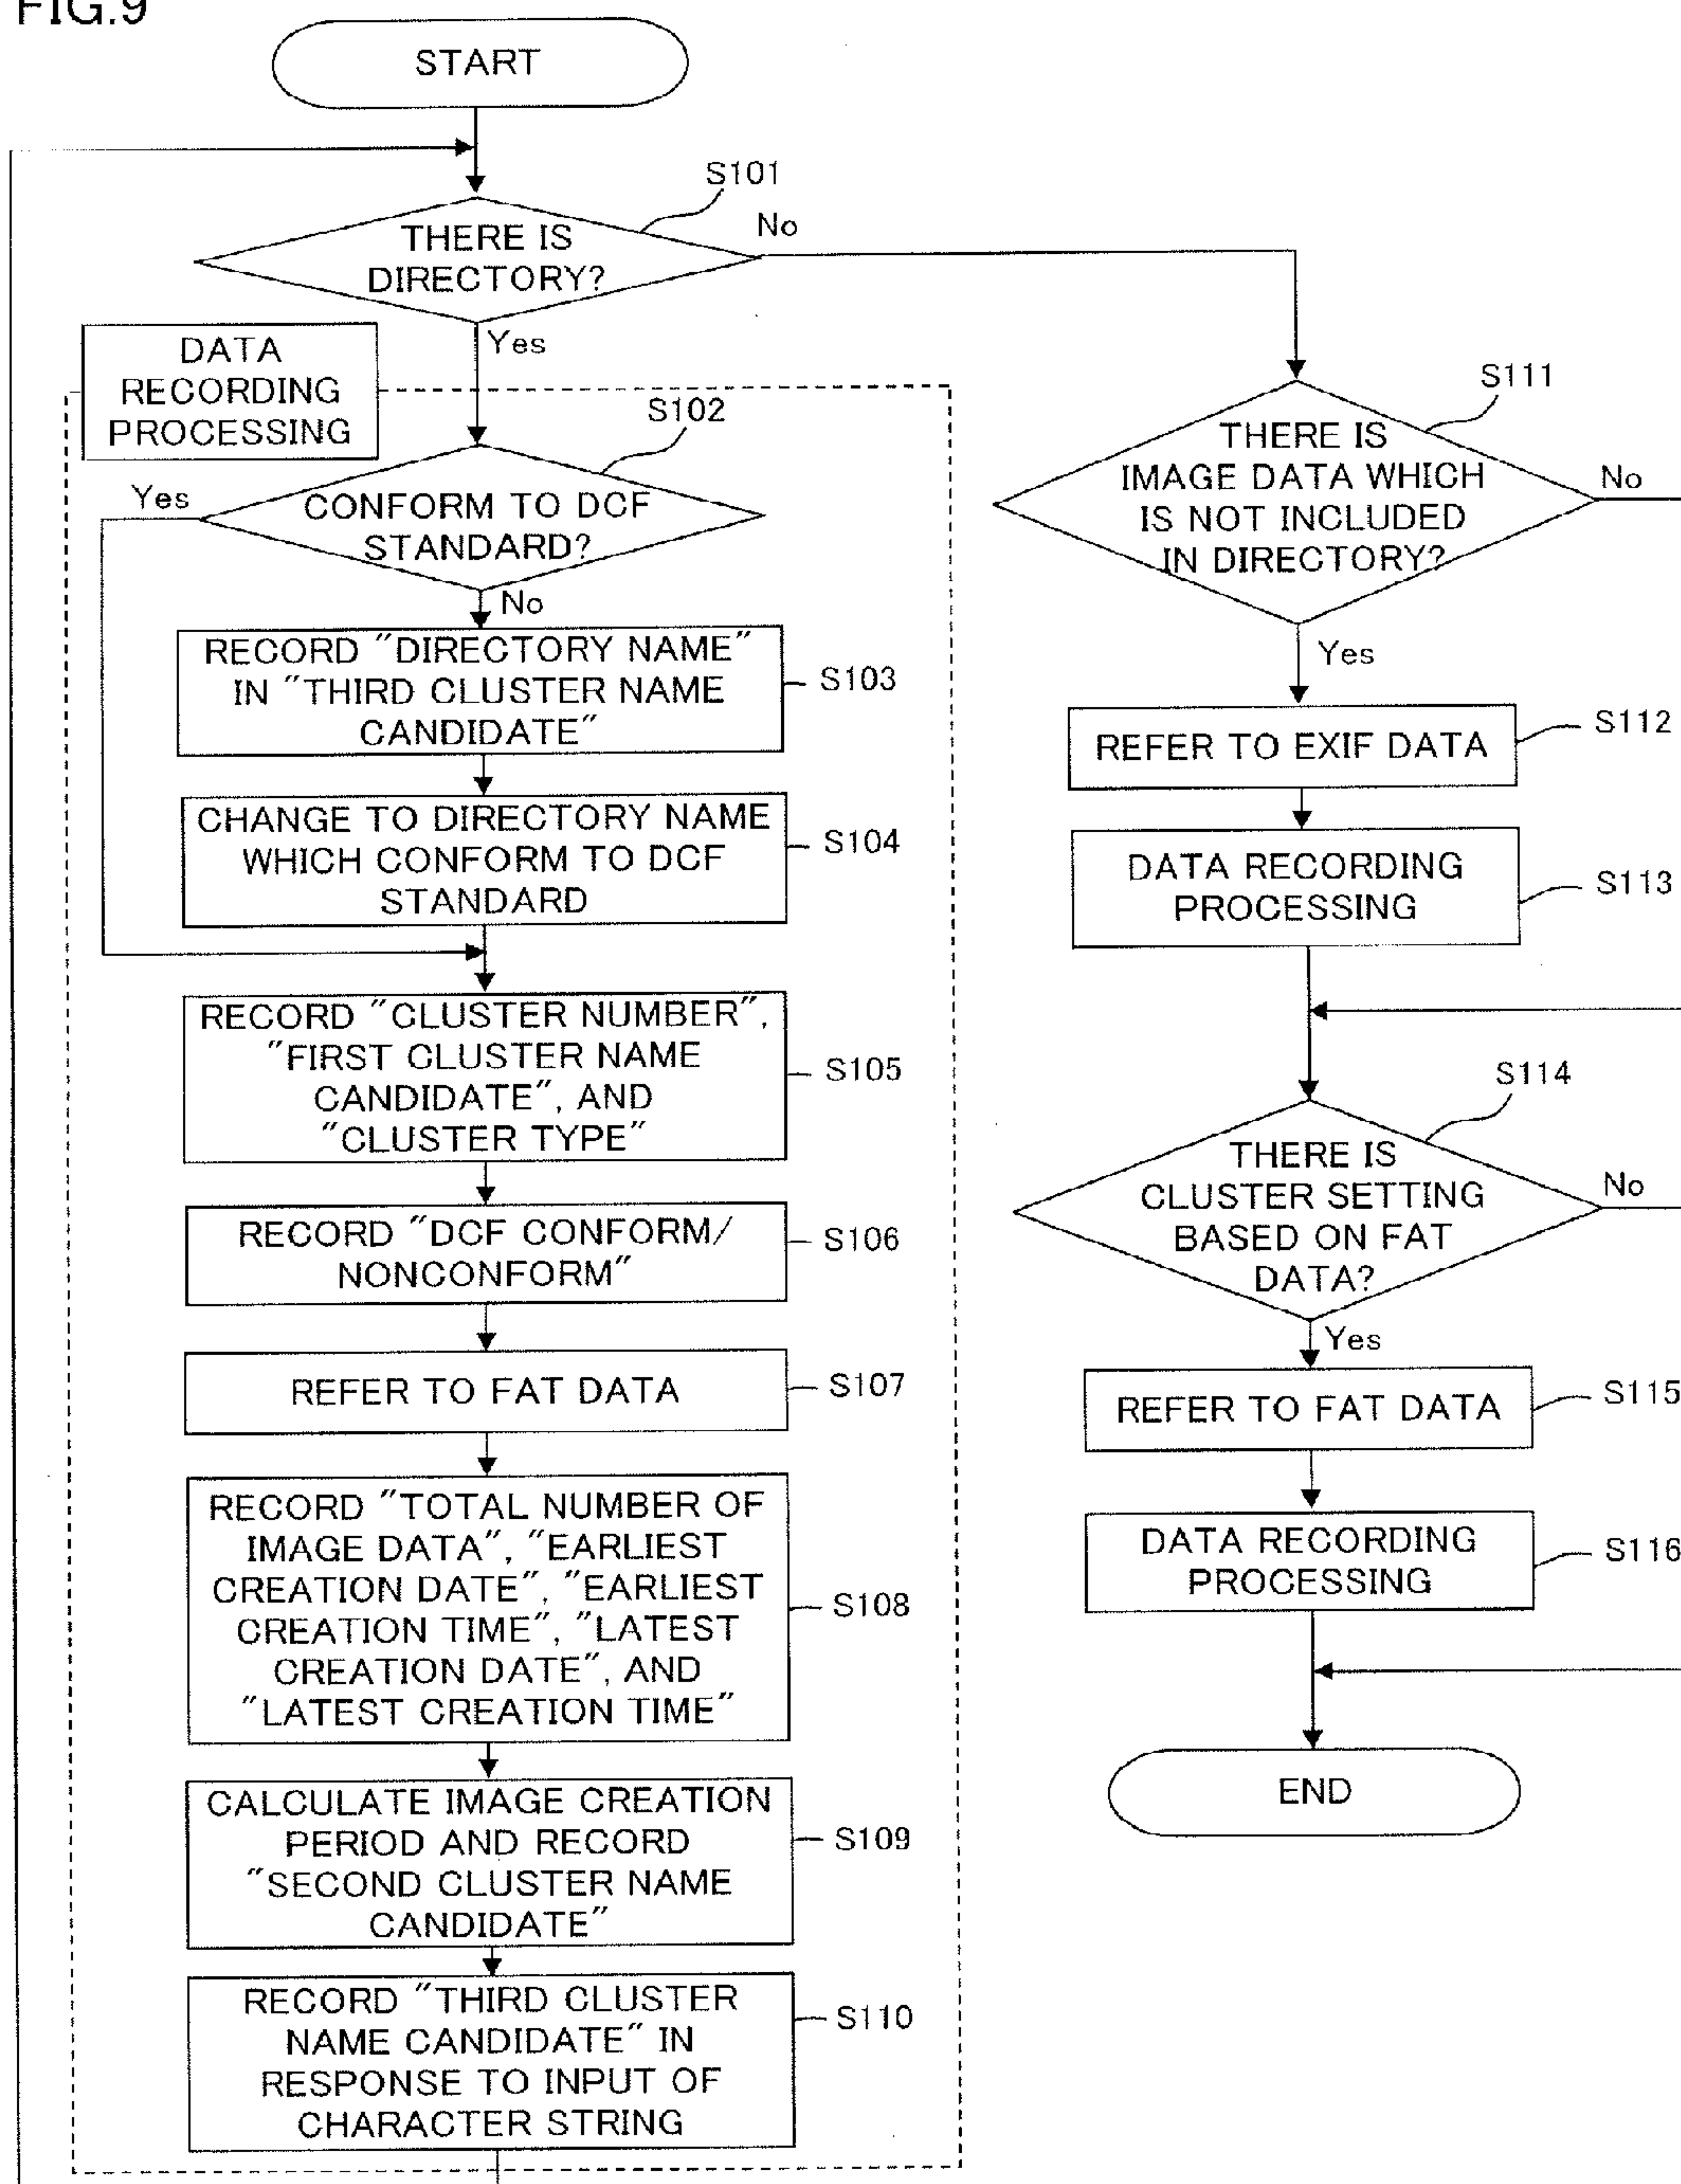 FIG.9
START
S101
THERE IS
DIRECTORY?
No
Yes
DATA
RECORDING
PROCESSING
S102
Yes
CONFORM TO DCF
STANDARD?
No
RECORD "DIRECTORY NAME"
IN "THIRD CLUSTER NAME
CANDIDATE"
S103
CHANGE TO DIRECTORY NAME
WHICH CONFORM TO DCF
STANDARD
S104
RECORD "CLUSTER NUMBER",
"FIRST CLUSTER NAME
CANDIDATE", AND
"CLUSTER TYPE"
S105
RECORD "DCF CONFORM/
NONCONFORM"
S106
REFER TO FAT DATA
S107
RECORD "TOTAL NUMBER OF
IMAGE DATA", "EARLIEST
CREATION DATE", "EARLIEST
CREATION TIME", "LATEST
CREATION DATE", AND
"LATEST CREATION TIME"
S108
CALCULATE IMAGE CREATION
PERIOD AND RECORD
"SECOND CLUSTER NAME
CANDIDATE"
S109
RECORD "THIRD CLUSTER
NAME CANDIDATE" IN
RESPONSE TO INPUT OF
CHARACTER STRING
S110
S111
THERE IS
IMAGE DATA WHICH
IS NOT INCLUDED
IN DIRECTORY?
No
Yes
REFER TO EXIF DATA
S112
DATA RECORDING
PROCESSING
S113
S114
THERE IS
CLUSTER SETTING
BASED ON FAT
DATA?
No
Yes
REFER TO FAT DATA
S115
DATA RECORDING
PROCESSING
S116
END